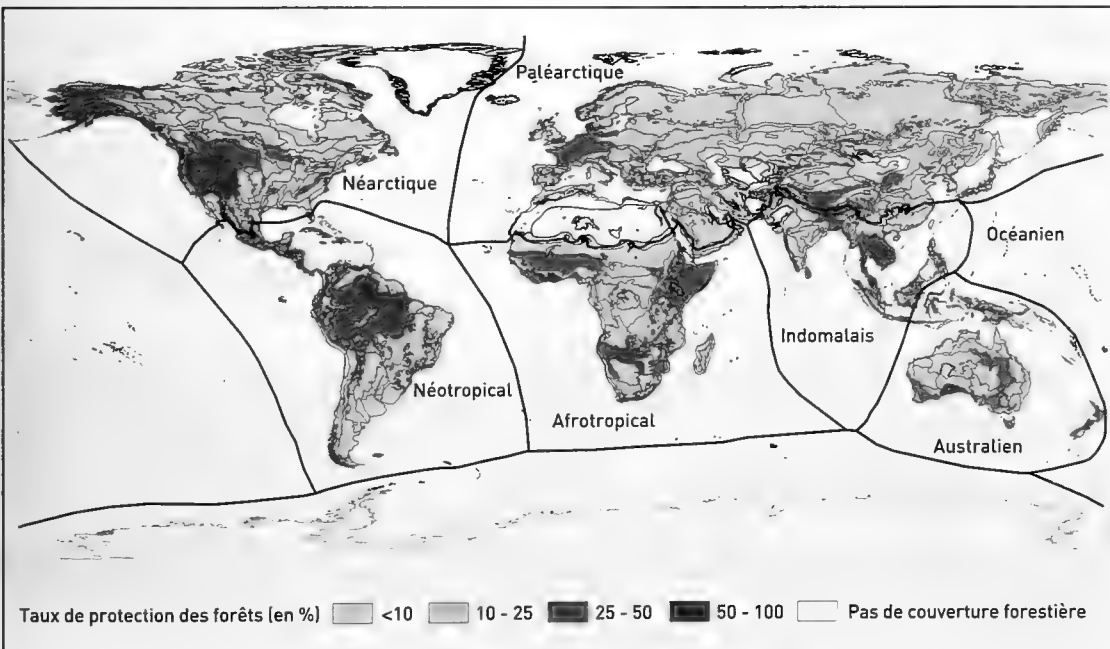 Paléarctique
Néarctique
Océanien
Indomalais
Néotropical
Afrotropical
Australien
Taux de protection des forêts (en %) <10 10 - 25 25 - 50 50 - 100 Pas de couverture forestière